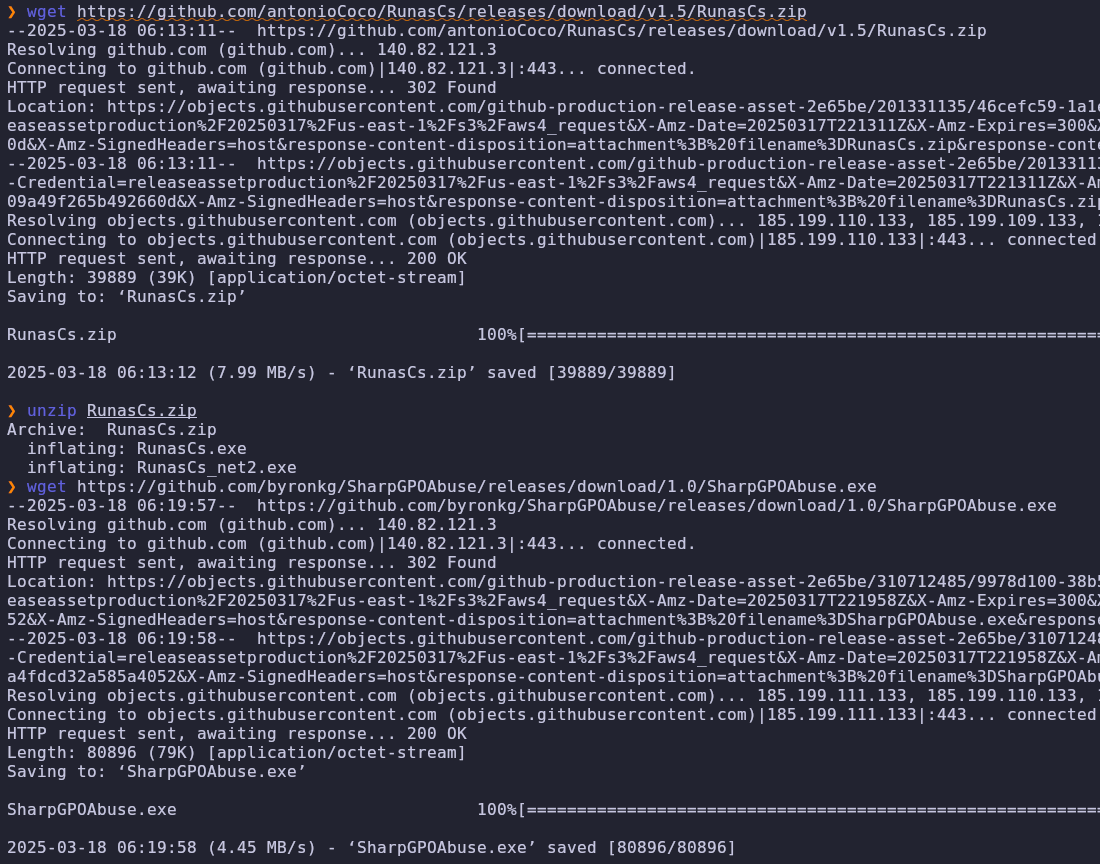 ❯ wget https://github.com/antonioCoco/RunasCs/releases/download/v1.5/RunasCs.zip
--2025-03-18 06:13:11--  https://github.com/antonioCoco/RunasCs/releases/download/v1.5/RunasCs.zip
Resolving github.com (github.com)... 140.82.121.3
Connecting to github.com (github.com)|140.82.121.3|:443... connected.
HTTP request sent, awaiting response... 302 Found
Location: https://objects.githubusercontent.com/github-production-release-asset-2e65be/201331135/46cefc59-1a1
easeassetproduction%2F20250317%2Fus-east-1%2Fs3%2Faws4_request&X-Amz-Date=20250317T221311Z&X-Amz-Expires=300&X
0d&X-Amz-SignedHeaders=host&response-content-disposition=attachment%3B%20filename%3DRunasCs.zip&response-conte
--2025-03-18 06:13:11--  https://objects.githubusercontent.com/github-production-release-asset-2e65be/20133113
-Credential=releaseassetproduction%2F20250317%2Fus-east-1%2Fs3%2Faws4_request&X-Amz-Date=20250317T221311Z&X-Am
09a49f265b492660d&X-Amz-SignedHeaders=host&response-content-disposition=attachment%3B%20filename%3DRunasCs.zip
Resolving objects.githubusercontent.com (objects.githubusercontent.com)... 185.199.110.133, 185.199.109.133, 1
Connecting to objects.githubusercontent.com (objects.githubusercontent.com)|185.199.110.133|:443... connected
HTTP request sent, awaiting response... 200 OK
Length: 39889 (39K) [application/octet-stream]
Saving to: ‘RunasCs.zip’
RunasCs.zip                                    100%[==========================================================
2025-03-18 06:13:12 (7.99 MB/s) - ‘RunasCs.zip’ saved [39889/39889]
❯ unzip RunasCs.zip
Archive:  RunasCs.zip
  inflating: RunasCs.exe
  inflating: RunasCs_net2.exe
❯ wget https://github.com/byronkg/SharpGPOAbuse/releases/download/1.0/SharpGPOAbuse.exe
--2025-03-18 06:19:57--  https://github.com/byronkg/SharpGPOAbuse/releases/download/1.0/SharpGPOAbuse.exe
Resolving github.com (github.com)... 140.82.121.3
Connecting to github.com (github.com)|140.82.121.3|:443... connected.
HTTP request sent, awaiting response... 302 Found
Location: https://objects.githubusercontent.com/github-production-release-asset-2e65be/310712485/9978d100-38b5
easeassetproduction%2F20250317%2Fus-east-1%2Fs3%2Faws4_request&X-Amz-Date=20250317T221958Z&X-Amz-Expires=300&X
52&X-Amz-SignedHeaders=host&response-content-disposition=attachment%3B%20filename%3DSharpGPOAbuse.exe&response
--2025-03-18 06:19:58--  https://objects.githubusercontent.com/github-production-release-asset-2e65be/31071248
-Credential=releaseassetproduction%2F20250317%2Fus-east-1%2Fs3%2Faws4_request&X-Amz-Date=20250317T221958Z&X-Am
a4fdcd32a585a4052&X-Amz-SignedHeaders=host&response-content-disposition=attachment%3B%20filename%3DSharpGPOAbu
Resolving objects.githubusercontent.com (objects.githubusercontent.com)... 185.199.111.133, 185.199.110.133, 1
Connecting to objects.githubusercontent.com (objects.githubusercontent.com)|185.199.111.133|:443... connected
HTTP request sent, awaiting response... 200 OK
Length: 80896 (79K) [application/octet-stream]
Saving to: ‘SharpGPOAbuse.exe’
SharpGPOAbuse.exe                              100%[==========================================================
2025-03-18 06:19:58 (4.45 MB/s) - ‘SharpGPOAbuse.exe’ saved [80896/80896]